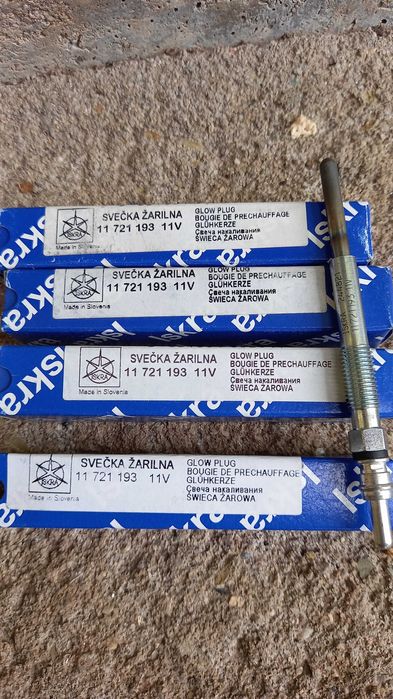 ISKRA
Made in Slovenia
SVEČKA ŽARILNA
11 721 193 11V
GLOW PLUG
BOUGIE DE PRECHAUFFAGE
GLÜHKERZE
Свеча накаливания
ŚWIECA ŻAROWA
SVEČKA ŽARILNA
11 721 193 11V
GLOW PLUG
BOUGIE DE PRECHAUFFAGE
GLÜHKERZE
Свеча накаливания
ŚWIECA ŻAROWA
Iskra
ISKRA
Made in Slovenia
SVEČKA ŽARILNA
11 721 193 11V
GLOW PLUG
BOUGIE DE PRECHAUFFAGE
GLÜHKERZE
Свеча накаливания
ŚWIECA ŻAROWA
ISKRA
Made in Slovenia
SVEČKA ŽARILNA
11 721 193 11V
GLOW PLUG
BOUGIE DE PRECHAUFFAGE
GLÜHKERZE
Свеча накаливания
ŚWIECA ŻAROWA